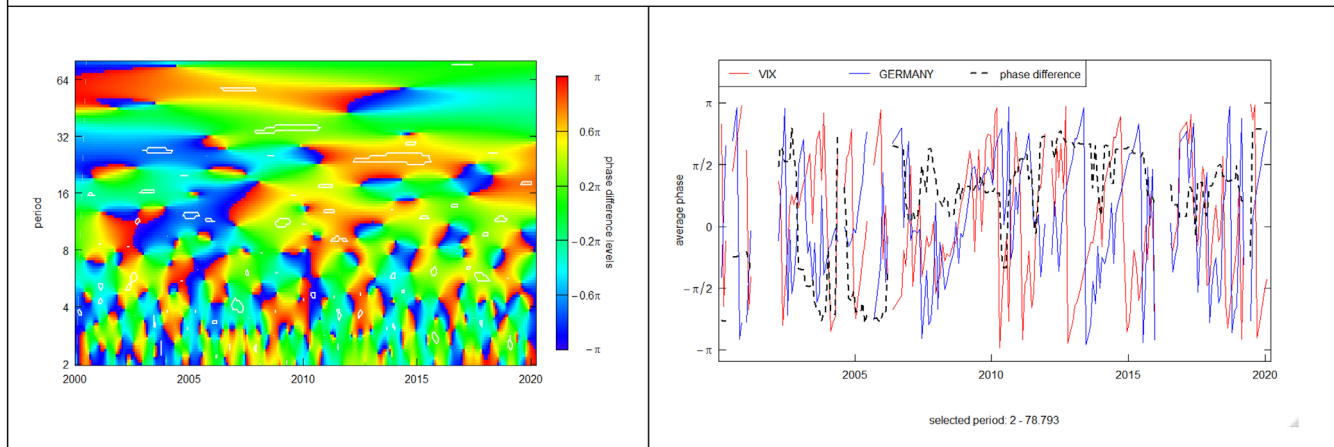 64
32
16
8
4
2
period
2000
2005
2010
2015
2020
π
0.6π
0.2π
−0.2π
−0.6π
−π
phase difference levels
VIX
GERMANY
phase difference
π
π/2
0
−π/2
−π
average phase
2005
2010
2015
2020
selected period: 2 - 78.793